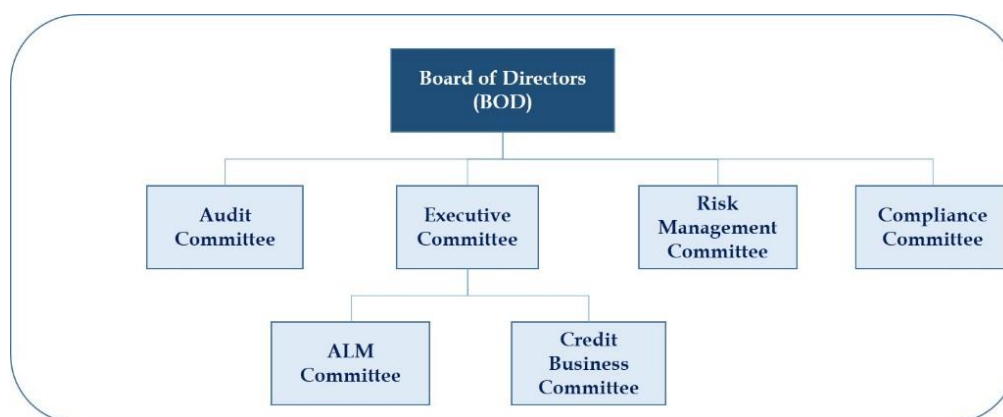 Board of Directors
(BOD)
Audit
Committee
Executive
Committee
Risk
Management
Committee
Compliance
Committee
ALM
Committee
Credit
Business
Committee